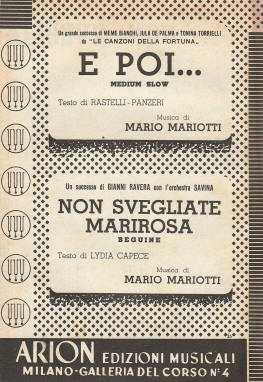 Un grande successo di MEME BIANCHI, JULA DE PALMA e TONINA TORRIELLI
da "LE CANZONI DELLA FORTUNA"
E POI...
MEDIUM SLOW
Testo di RASTELLI-PANZERI
Musica di
MARIO MARIOTTI
Un successo di GIANNI RAVERA con l'orchestra SAVINA
NON SVEGLIATE
MARIROSA
BEGUINE
Testo di LYDIA CAPECE
Musica di
MARIO MARIOTTI
ARION EDIZIONI MUSICALI
MILANO-GALLERIA DEL CORSO N° 4